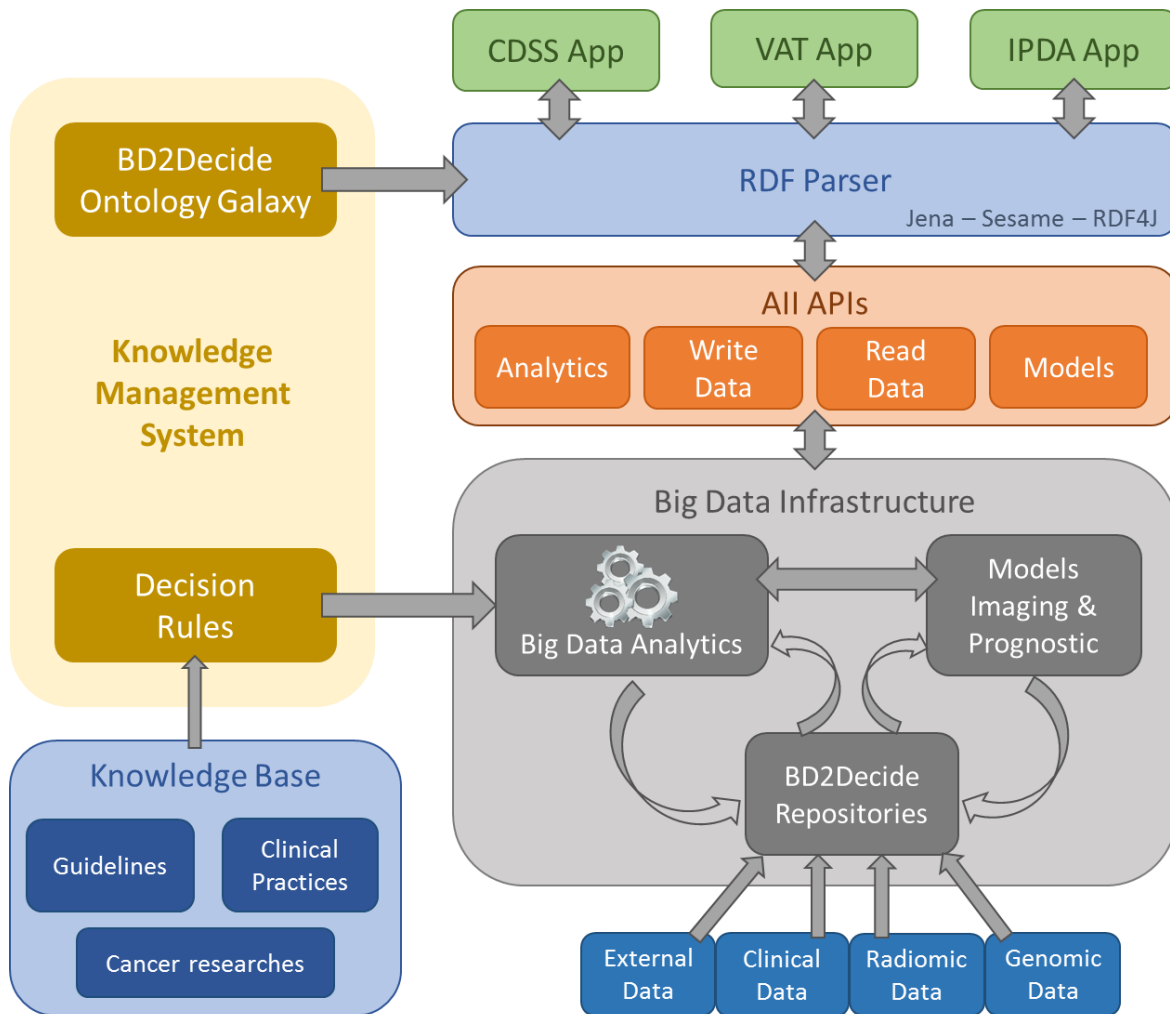 CDSS App
VAT App
IPDA App
BD2Decide
Ontology Galaxy
RDF Parser
Jena – Sesame – RDF4J
Knowledge
Management
System
AII APIs
Analytics
Write
Data
Read
Data
Models
Big Data Infrastructure
Decision
Rules
Big Data Analytics
Models
Imaging &
Prognostic
BD2Decide
Repositories
Knowledge Base
Guidelines
Clinical
Practices
Cancer researches
External
Data
Clinical
Data
Radiomic
Data
Genomic
Data